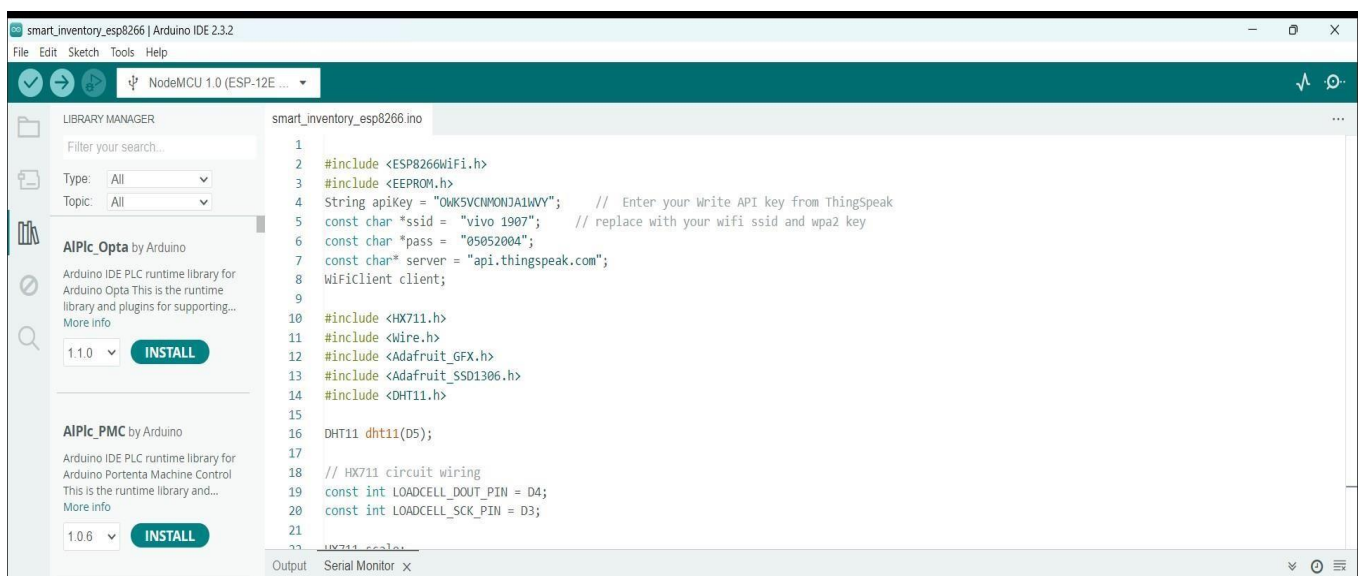 smart_inventory_esp8266 | Arduino IDE 2.3.2
File Edit Sketch Tools Help
NodeMCU 1.0 (ESP-12E ...
LIBRARY MANAGER
Filter your search...
Type: All
Topic: All
AIPlc_Opta by Arduino
Arduino IDE PLC runtime library for
Arduino Opta This is the runtime
library and plugins for supporting...
More info
1.1.0 INSTALL
AIPlc_PMC by Arduino
Arduino IDE PLC runtime library for
Arduino Portenta Machine Control
This is the runtime library and...
More info
1.0.6 INSTALL
smart_inventory_esp8266.ino
1
2 #include <ESP8266WiFi.h>
3 #include <EEPROM.h>
4 String apiKey = "OWK5VCNMONJA1WVY"; // Enter your Write API key from ThingSpeak
5 const char *ssid = "vivo 1907"; // replace with your wifi ssid and wpa2 key
6 const char *pass = "05052004";
7 const char* server = "api.thingspeak.com";
8 WiFiClient client;
9
10 #include <HX711.h>
11 #include <Wire.h>
12 #include <Adafruit_GFX.h>
13 #include <Adafruit_SSD1306.h>
14 #include <DHT11.h>
15
16 DHT11 dht11(D5);
17
18 // HX711 circuit wiring
19 const int LOADCELL_DOUT_PIN = D4;
20 const int LOADCELL_SCK_PIN = D3;
21
22 HX711 scale;
Output Serial Monitor